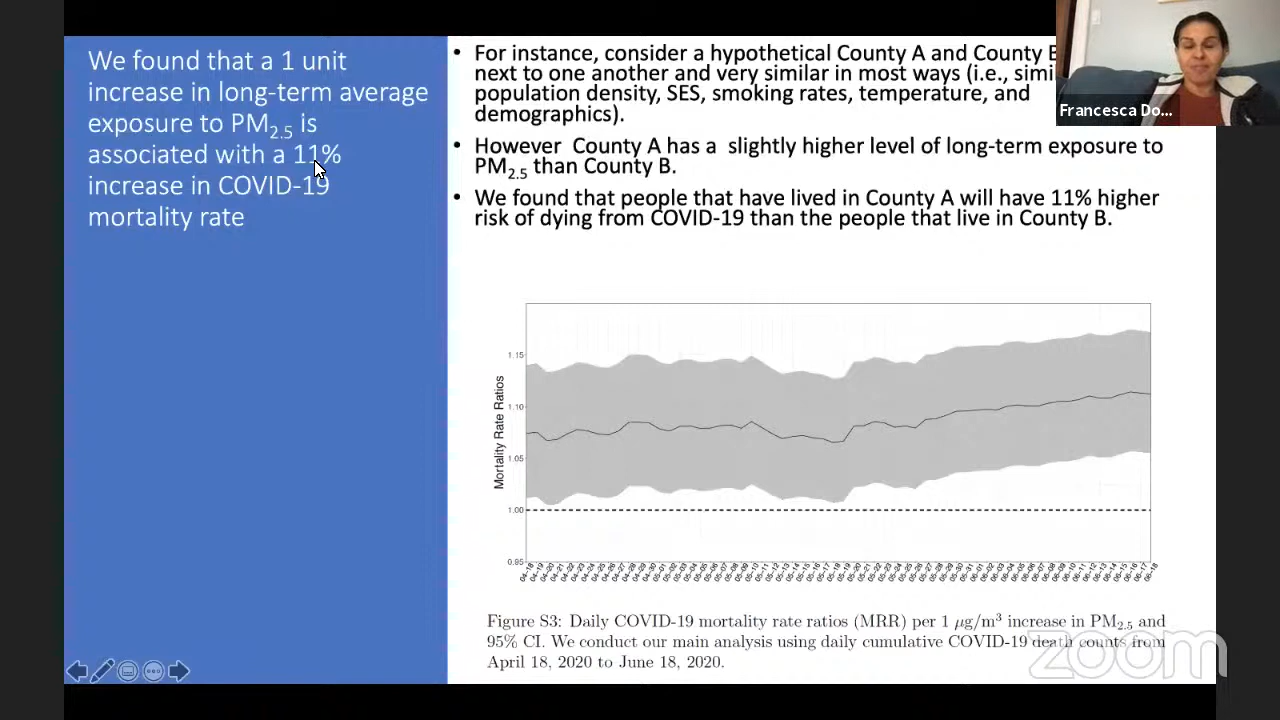 We found that a 1 unit
increase in long-term average
exposure to PM2.5 is
associated with a 11%
increase in COVID-19
mortality rate
• For instance, consider a hypothetical County A and County
next to one another and very similar in most ways (i.e.,
population density, SES, smoking rates, temperature, and
demographics).
• However County A has a slightly higher level of long-term exposure to
PM2.5 than County B.
• We found that people that have lived in County A will have 11% higher
risk of dying from COVID-19 than the people that live in County B.
Francesca Do...
Mortality Rate Ratios
1.15
1.10
1.05
1.00
0.95
Figure S3: Daily COVID-19 mortality rate ratios (MRR) per 1 μg/m3 increase in PM2.5 and
95% CI. We conduct our main analysis using daily cumulative COVID-19 death counts from
April 18, 2020 to June 18, 2020.
zoom